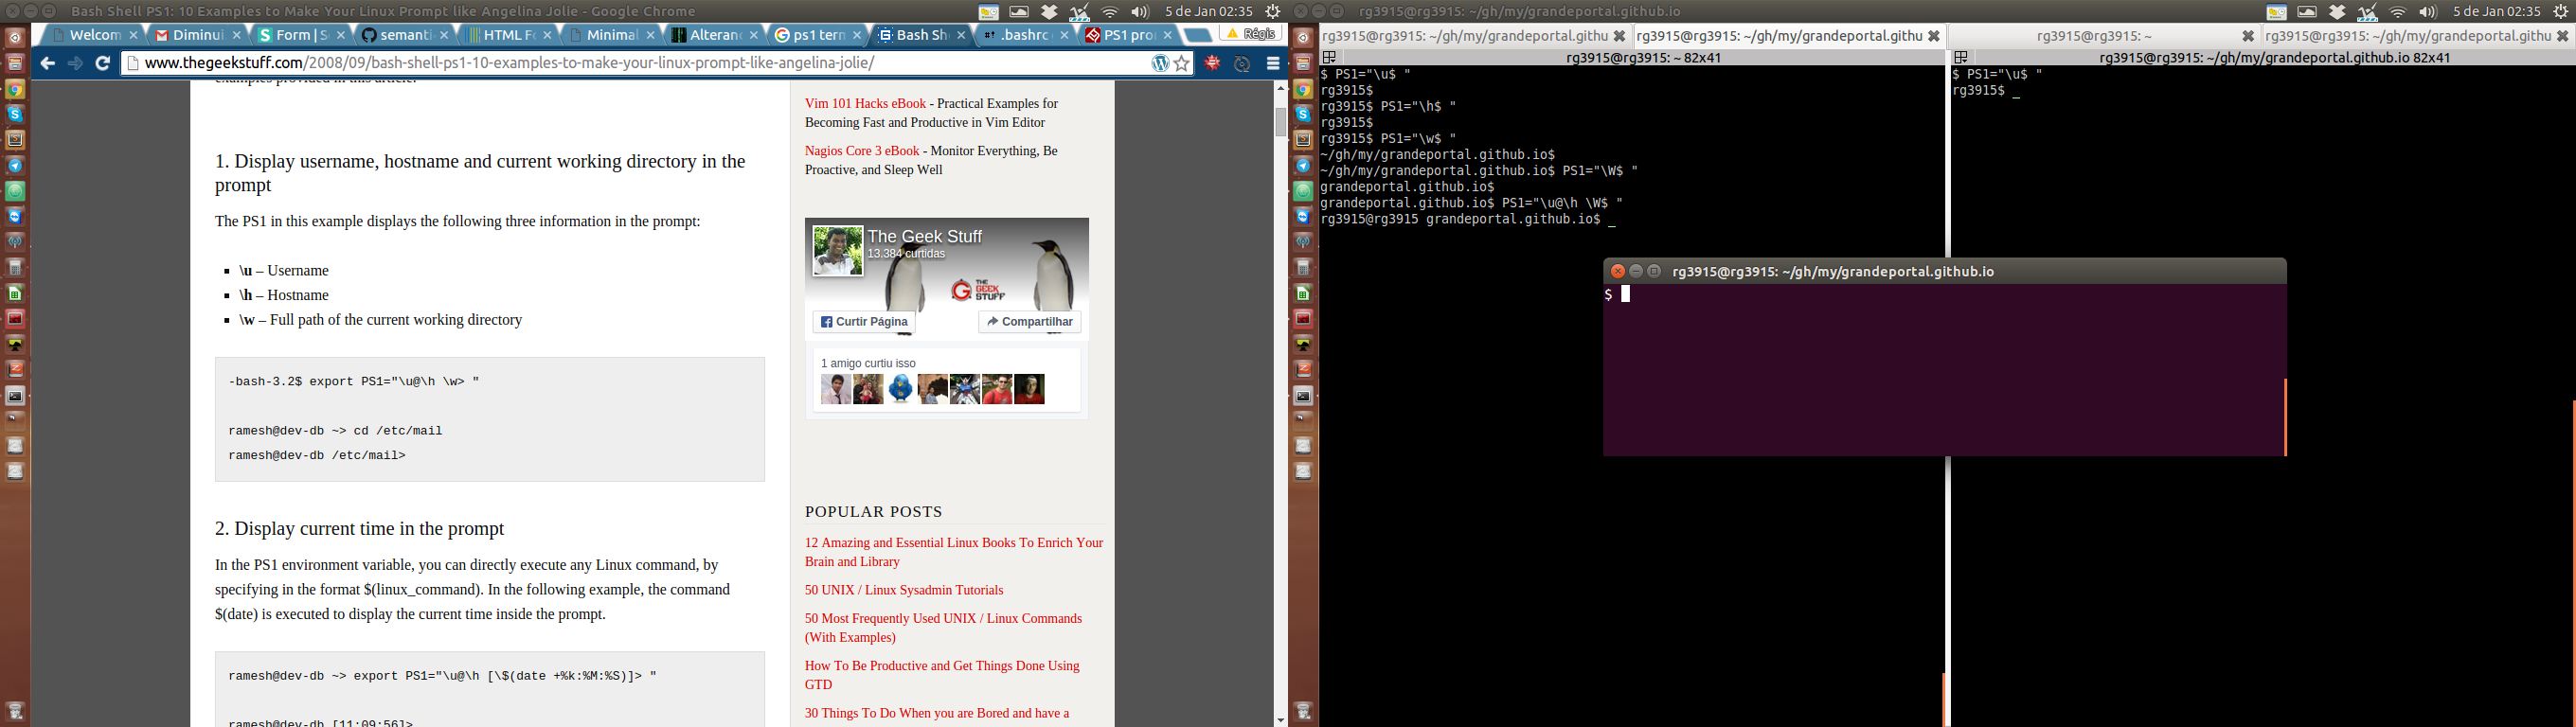 Bash Shell PS1: 10 Examples to Make Your Linux Prompt like Angelina Jolie - Google Chrome
5 de Jan 02:35
Welcom
Diminui
Form | S
semanti
HTML Fo
Minimal
Alteran
ps1 tern
Bash She
.bashrc
PS1 pro
Régis
www.thegeekstuff.com/2008/09/bash-shell-ps1-10-examples-to-make-your-linux-prompt-like-angelina-jolie/
examples provided in this article.
1. Display username, hostname and current working directory in the
prompt
The PS1 in this example displays the following three information in the prompt:
\u – Username
\h – Hostname
\w – Full path of the current working directory
-bash-3.2$ export PS1="\u@\h \w> "
ramesh@dev-db ~> cd /etc/mail
ramesh@dev-db /etc/mail>
2. Display current time in the prompt
In the PS1 environment variable, you can directly execute any Linux command, by
specifying in the format $(linux_command). In the following example, the command
$(date) is executed to display the current time inside the prompt.
ramesh@dev-db ~> export PS1="\u@\h [\$(date +%k:%M:%S)]> "
ramesh@dev-db [11:09:56]>
Vim 101 Hacks eBook - Practical Examples for
Becoming Fast and Productive in Vim Editor
Nagios Core 3 eBook - Monitor Everything, Be
Proactive, and Sleep Well
The Geek Stuff
13.384 curtidas
THE
GEEK
STUFF
Curtir Página
Compartilhar
1 amigo curtiu isso
POPULAR POSTS
12 Amazing and Essential Linux Books To Enrich Your
Brain and Library
50 UNIX / Linux Sysadmin Tutorials
50 Most Frequently Used UNIX / Linux Commands
(With Examples)
How To Be Productive and Get Things Done Using
GTD
30 Things To Do When you are Bored and have a
rg3915@rg3915: ~/gh/my/grandeportal.github.io
5 de Jan 02:35
rg3915@rg3915: ~/gh/my/grandeportal.githu
rg3915@rg3915: ~/gh/my/grandeportal.githu
rg3915@rg3915: ~
rg3915@rg3915: ~/gh/my/grandeportal.githu
rg3915@rg3915: ~ 82x41
$ PS1="\u$ "
rg3915$
rg3915$ PS1="\h$ "
rg3915$
rg3915$ PS1="\w$ "
~/gh/my/grandeportal.github.io$
~/gh/my/grandeportal.github.io$ PS1="\W$ "
grandeportal.github.io$
grandeportal.github.io$ PS1="\u@\h \W$ "
rg3915@rg3915 grandeportal.github.io$ _
rg3915@rg3915: ~/gh/my/grandeportal.github.io 82x41
$ PS1="\u$ "
rg3915$ _
rg3915@rg3915: ~/gh/my/grandeportal.github.io
$